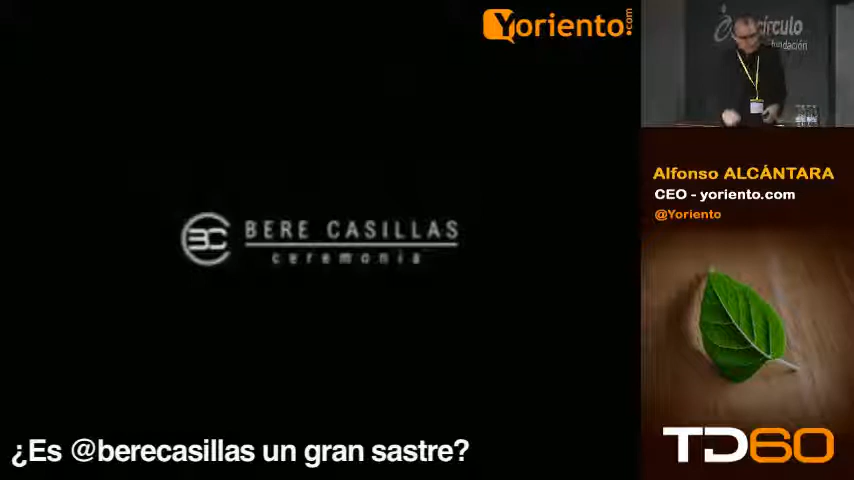 Yoriento.com
BC BERE CASILLAS
ceremonia
¿Es @berecasillas un gran sastre?
círculo
fundación
Alfonso ALCÁNTARA
CEO - yoriento.com
@Yoriento
TD60